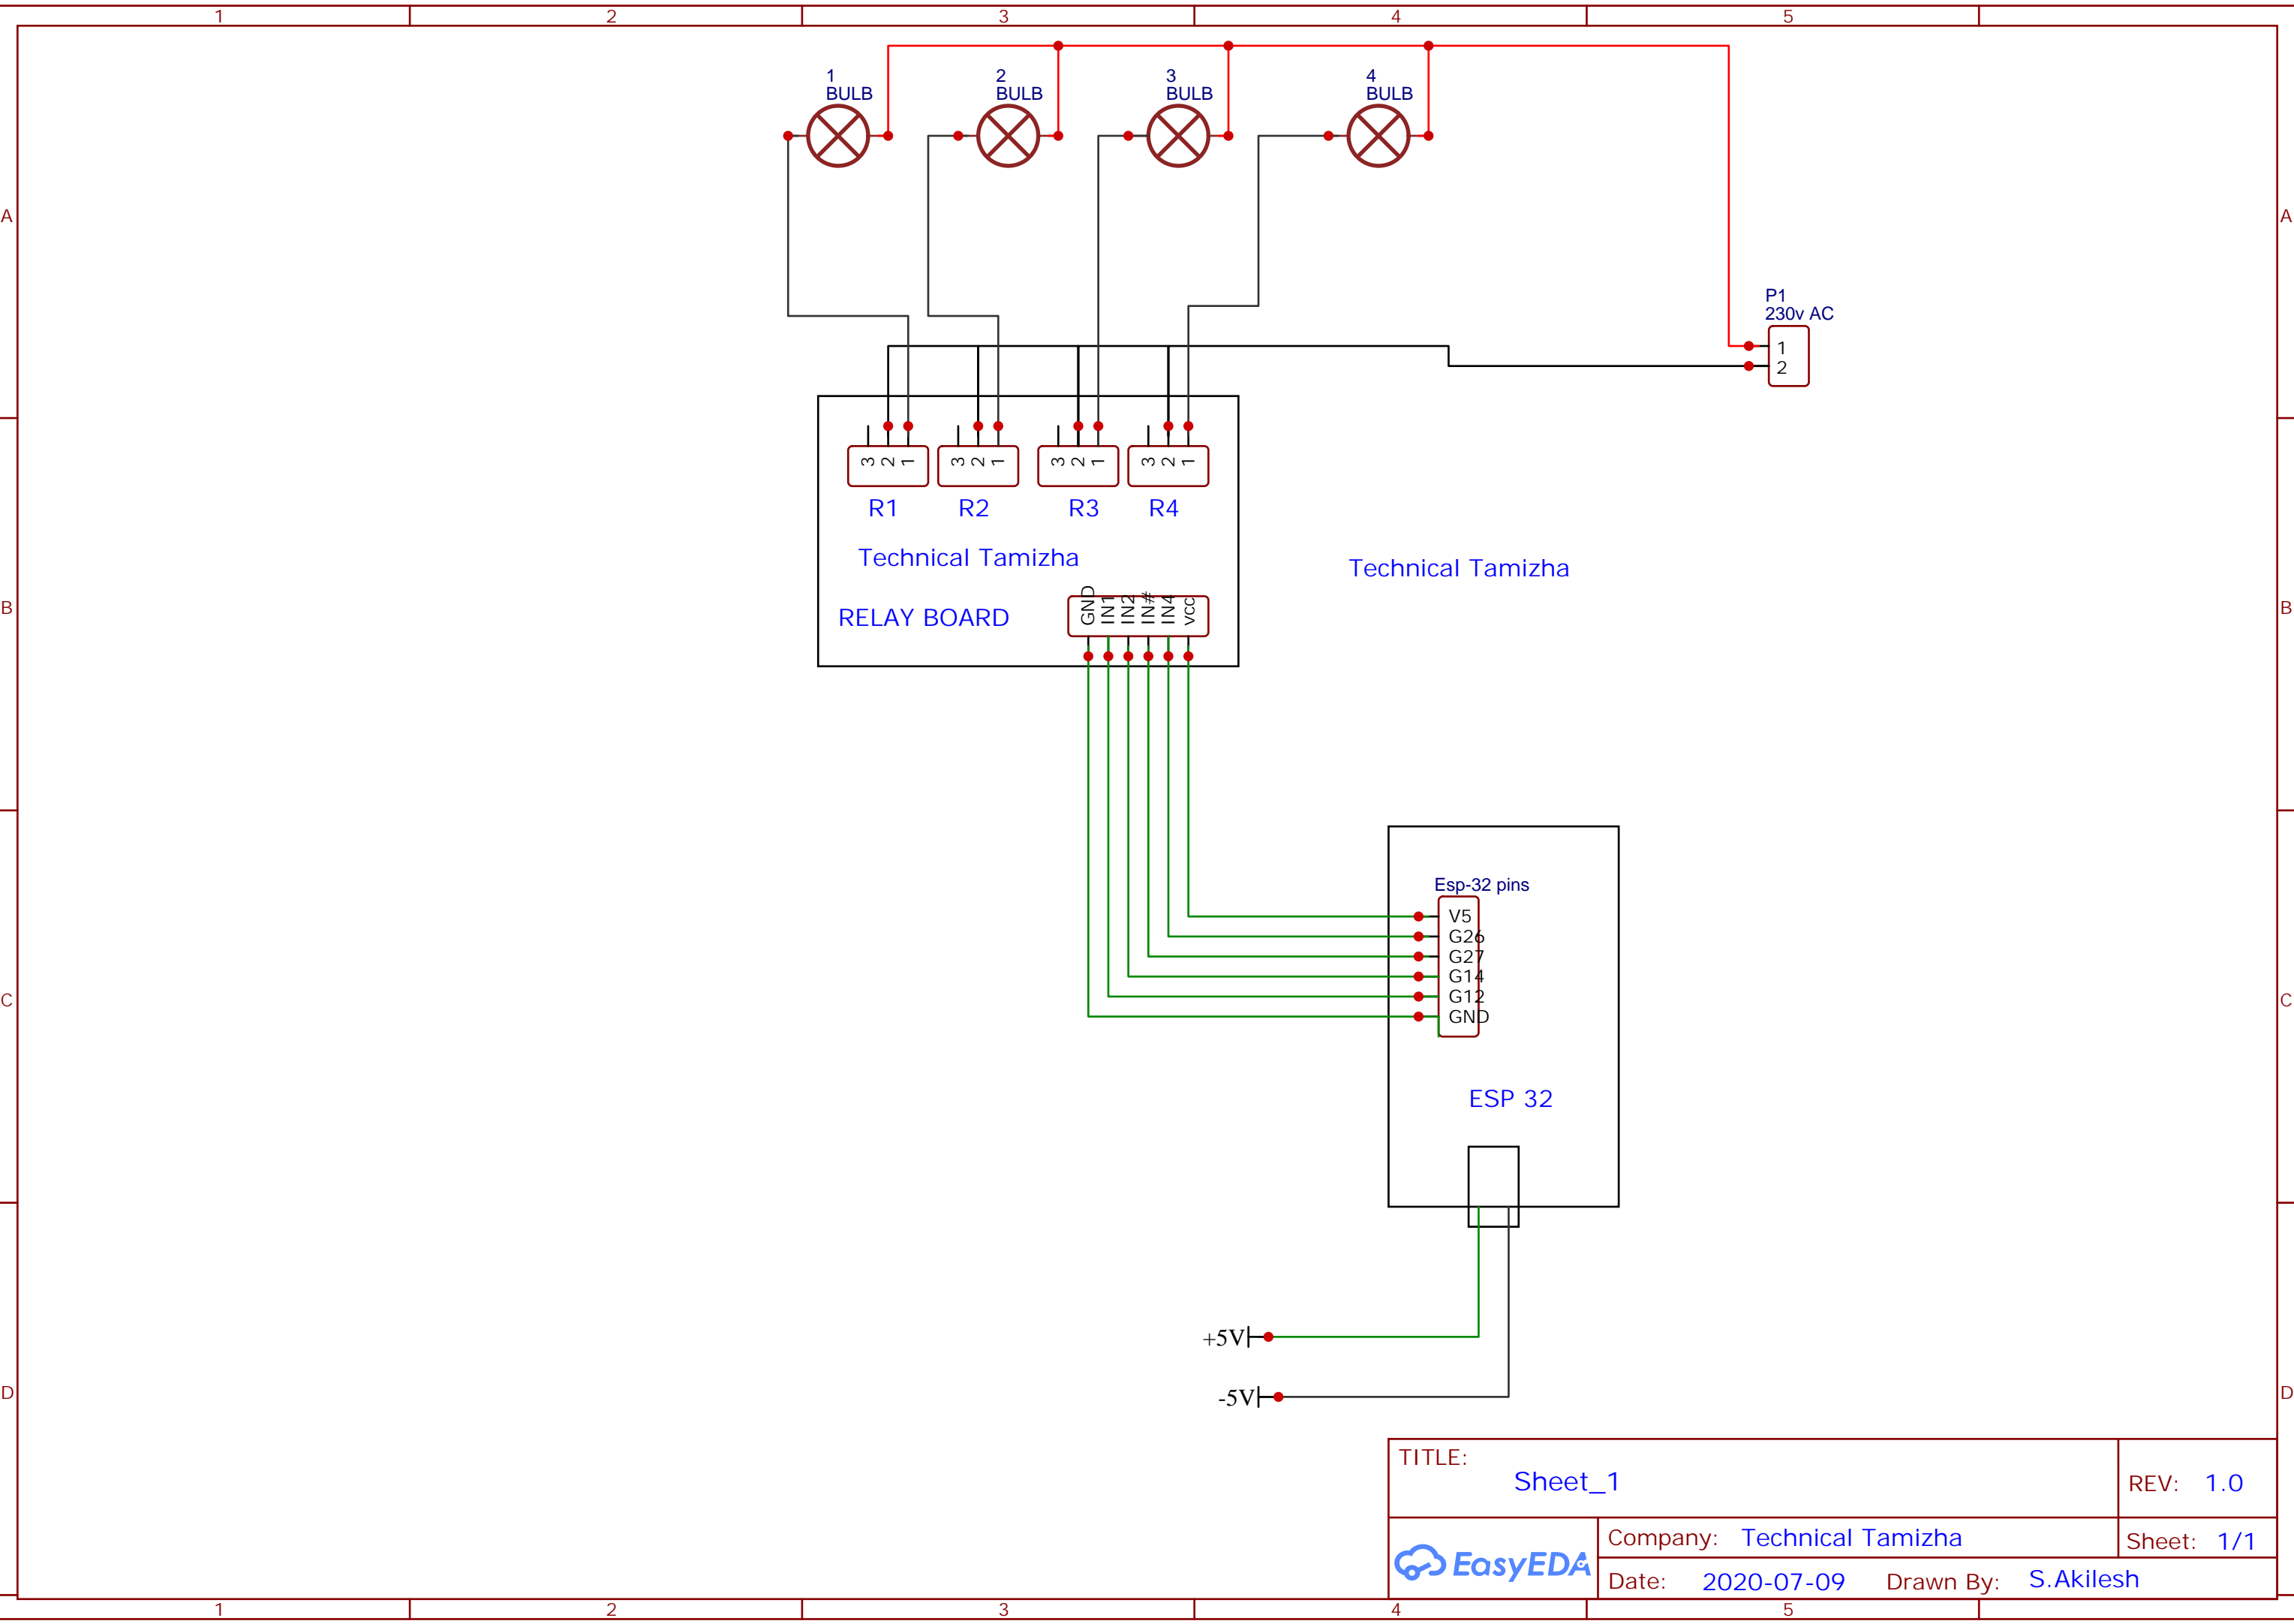 1 2 3 4 5
1 2 3 4
BULB BULB BULB BULB
A A
P1
230v AC
1
2
3 2 1 3 2 1 3 2 1 3 2 1
R1 R2 R3 R4
Technical Tamizha
Technical Tamizha
GND IN1 IN2 IN# IN4 VCC
RELAY BOARD
B B
Esp-32 pins
V5
G26
G27
G14
G12
GND
C C
ESP 32
+5V
-5V
D D
TITLE:
Sheet_1
REV: 1.0
EasyEDA
Company: Technical Tamizha
Sheet: 1/1
Date: 2020-07-09 Drawn By: S.Akilesh
1 2 3 4 5